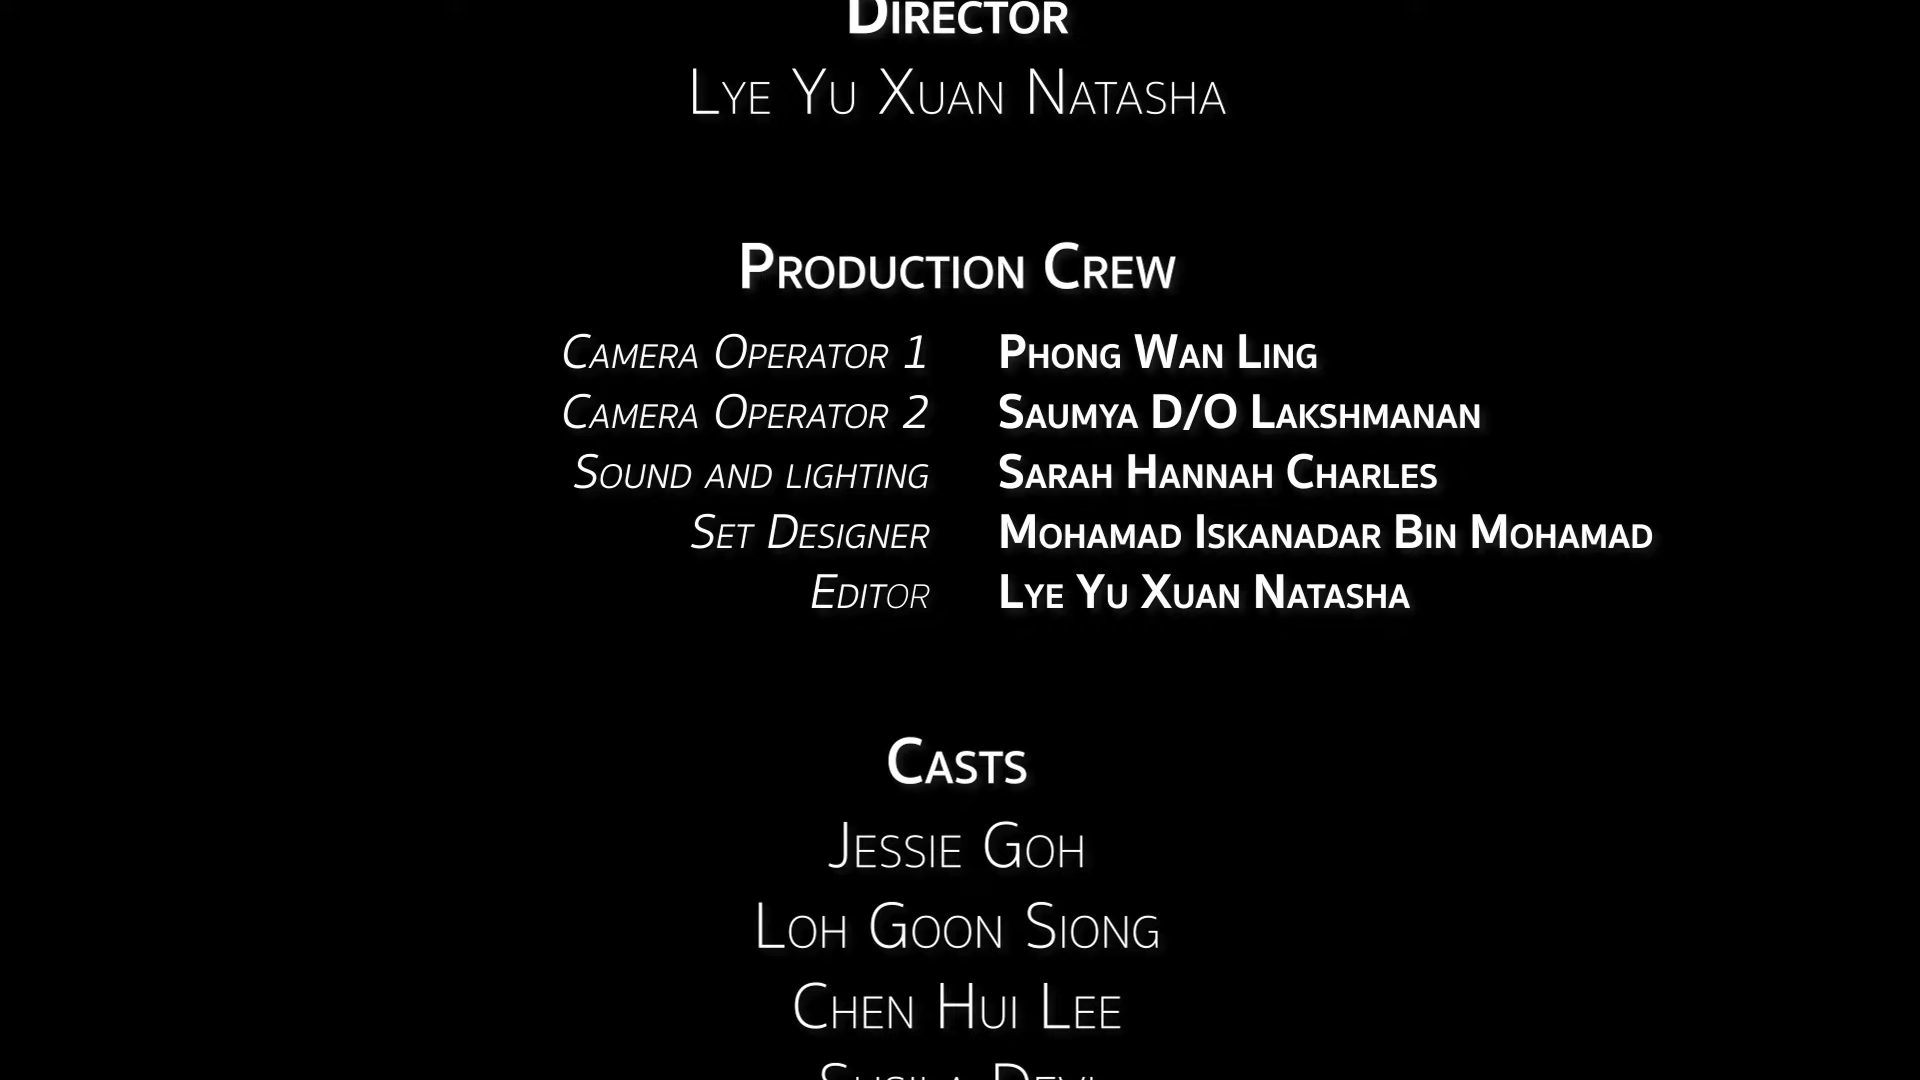 Director
Lye Yu Xuan Natasha
Production Crew
Camera Operator 1 Phong Wan Ling
Camera Operator 2 Saumya D/O Lakshmanan
Sound and lighting Sarah Hannah Charles
Set Designer Mohamad Iskanadar Bin Mohamad
Editor Lye Yu Xuan Natasha
Casts
Jessie Goh
Loh Goon Siong
Chen Hui Lee